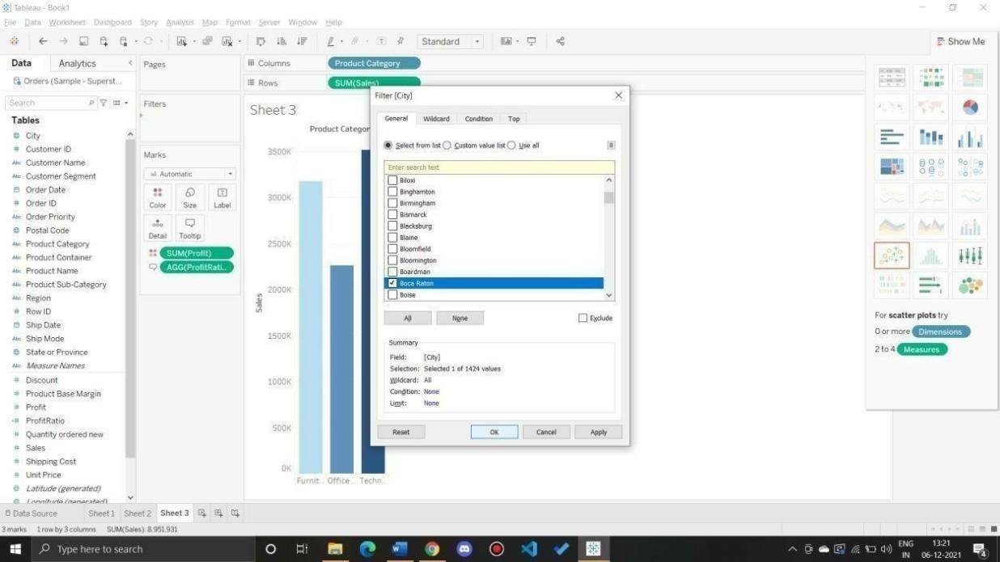 Tableau - Book1
File Data Worksheet Dashboard Story Analysis Map Format Server Window Help
Standard
Show Me
Data Analytics
Orders (Sample - Superst...
Search
Tables
City
Customer ID
Customer Name
Customer Segment
Order Date
Order ID
Order Priority
Postal Code
Product Category
Product Container
Product Name
Product Sub-Category
Region
Row ID
Ship Date
Ship Mode
State or Province
Measure Names
Discount
Product Base Margin
Profit
ProfitRatio
Quantity ordered new
Sales
Shipping Cost
Unit Price
Latitude (generated)
Longitude (generated)
Pages
Filters
Marks
Automatic
Color Size Label
Detail Tooltip
SUM(Profit)
AGG(ProfitRati..
Columns Product Category
Rows SUM(Sales)
Sheet 3
Product Categor
Sales
3500K
3000K
2500K
2000K
1500K
1000K
500K
0K
Furnit.. Office .. Techn..
Filter [City]
General Wildcard Condition Top
Select from list Custom value list Use all
Enter search text
Biloxi
Binghamton
Birmingham
Bismarck
Blacksburg
Blaine
Bloomfield
Bloomington
Boardman
Boca Raton
Boise
All None Exclude
Summary
Field: [City]
Selection: Selected 1 of 1424 values
Wildcard: All
Condition: None
Limit: None
Reset OK Cancel Apply
For scatter plots try
0 or more Dimensions
2 to 4 Measures
Data Source Sheet 1 Sheet 2 Sheet 3
3 marks 1 row by 3 columns SUM(Sales): 8,951,931
Type here to search
ENG
IN
13:21
06-12-2021
4